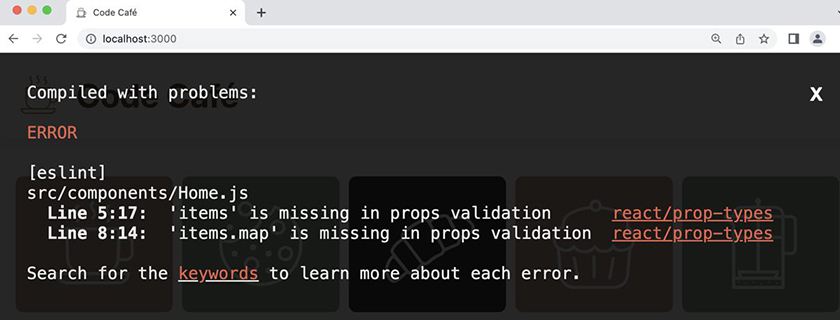 Code Café
localhost:3000
Code Café
Compiled with problems:
X
ERROR
[eslint]
src/components/Home.js
Line 5:17: 'items' is missing in props validation react/prop-types
Line 8:14: 'items.map' is missing in props validation react/prop-types
Search for the keywords to learn more about each error.